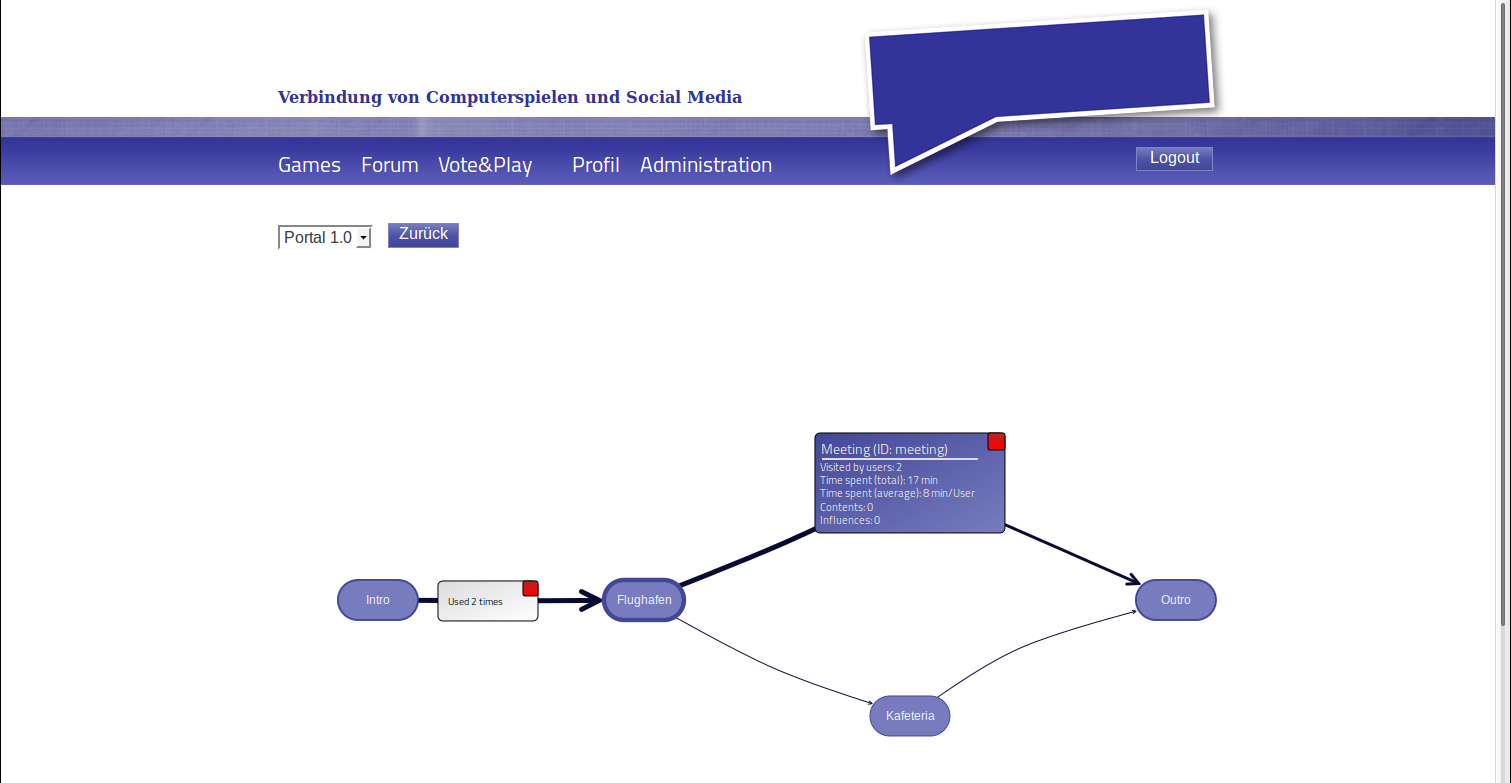 Verbindung von Computerspielen und Social Media
Games Forum Vote&Play Profil Administration Logout
Portal 1.0 Zurück
Meeting (ID: meeting)
Visited by users: 2
Time spent (total): 17 min
Time spent (average): 8 min/User
Contents: 0
Influences: 0
Intro Used 2 times Flughafen Outro
Kafeteria